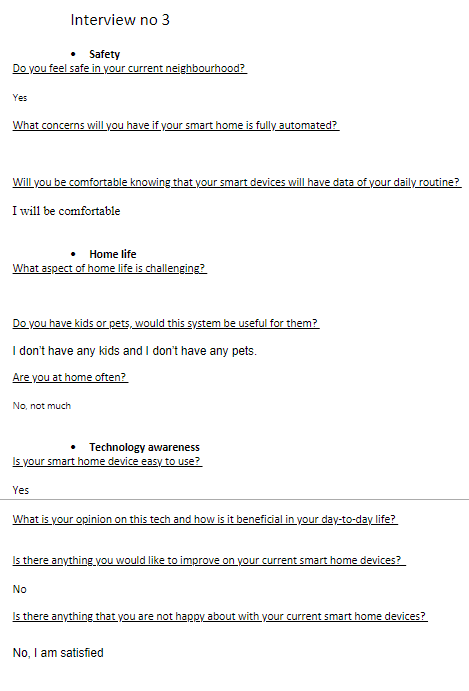 Interview no 3
• Safety
Do you feel safe in your current neighbourhood?
Yes
What concerns will you have if your smart home is fully automated?
Will you be comfortable knowing that your smart devices will have data of your daily routine?
I will be comfortable
• Home life
What aspect of home life is challenging?
Do you have kids or pets, would this system be useful for them?
I don't have any kids and I don't have any pets.
Are you at home often?
No, not much
• Technology awareness
Is your smart home device easy to use?
Yes
What is your opinion on this tech and how is it beneficial in your day-to-day life?
Is there anything you would like to improve on your current smart home devices?
No
Is there anything that you are not happy about with your current smart home devices?
No, I am satisfied